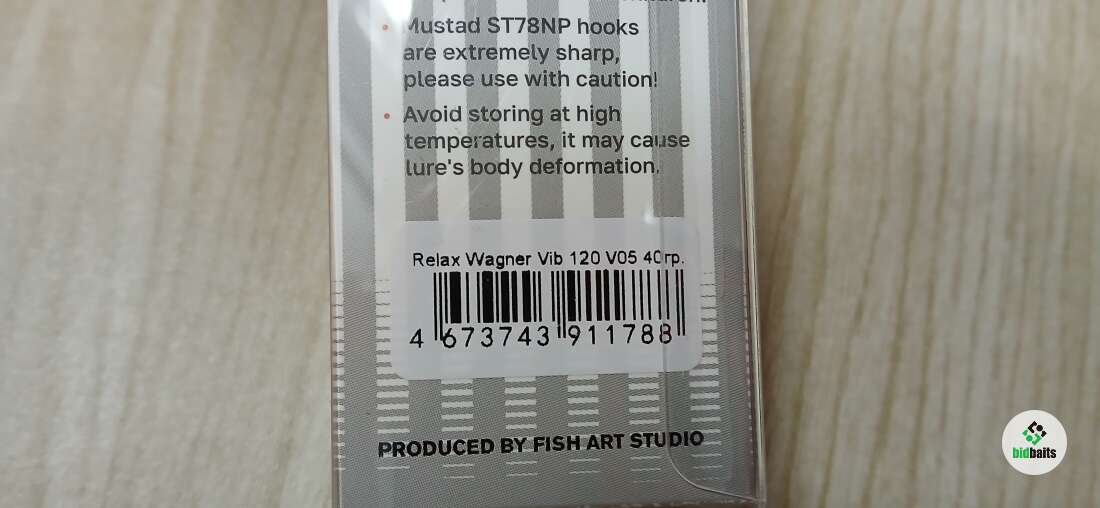 • Mustad ST78NP hooks
are extremely sharp,
please use with caution!
• Avoid storing at high
temperatures, it may cause
lure's body deformation.
Relax Wagner Vib 120 V05 40гр.
4 673743 911788
PRODUCED BY FISH ART STUDIO
bidbaits